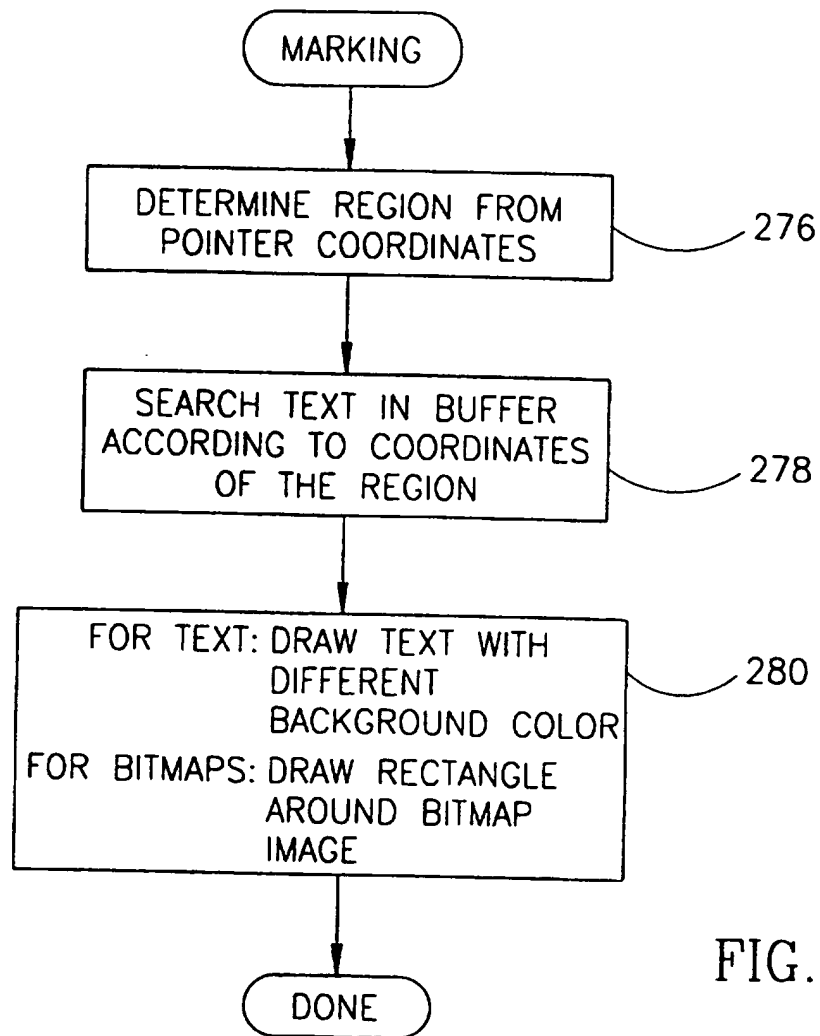 MARKING
DETERMINE REGION FROM
POINTER COORDINATES
276
SEARCH TEXT IN BUFFER
ACCORDING TO COORDINATES
OF THE REGION
278
FOR TEXT: DRAW TEXT WITH
DIFFERENT
BACKGROUND COLOR
FOR BITMAPS: DRAW RECTANGLE
AROUND BITMAP
IMAGE
280
DONE
FIG.